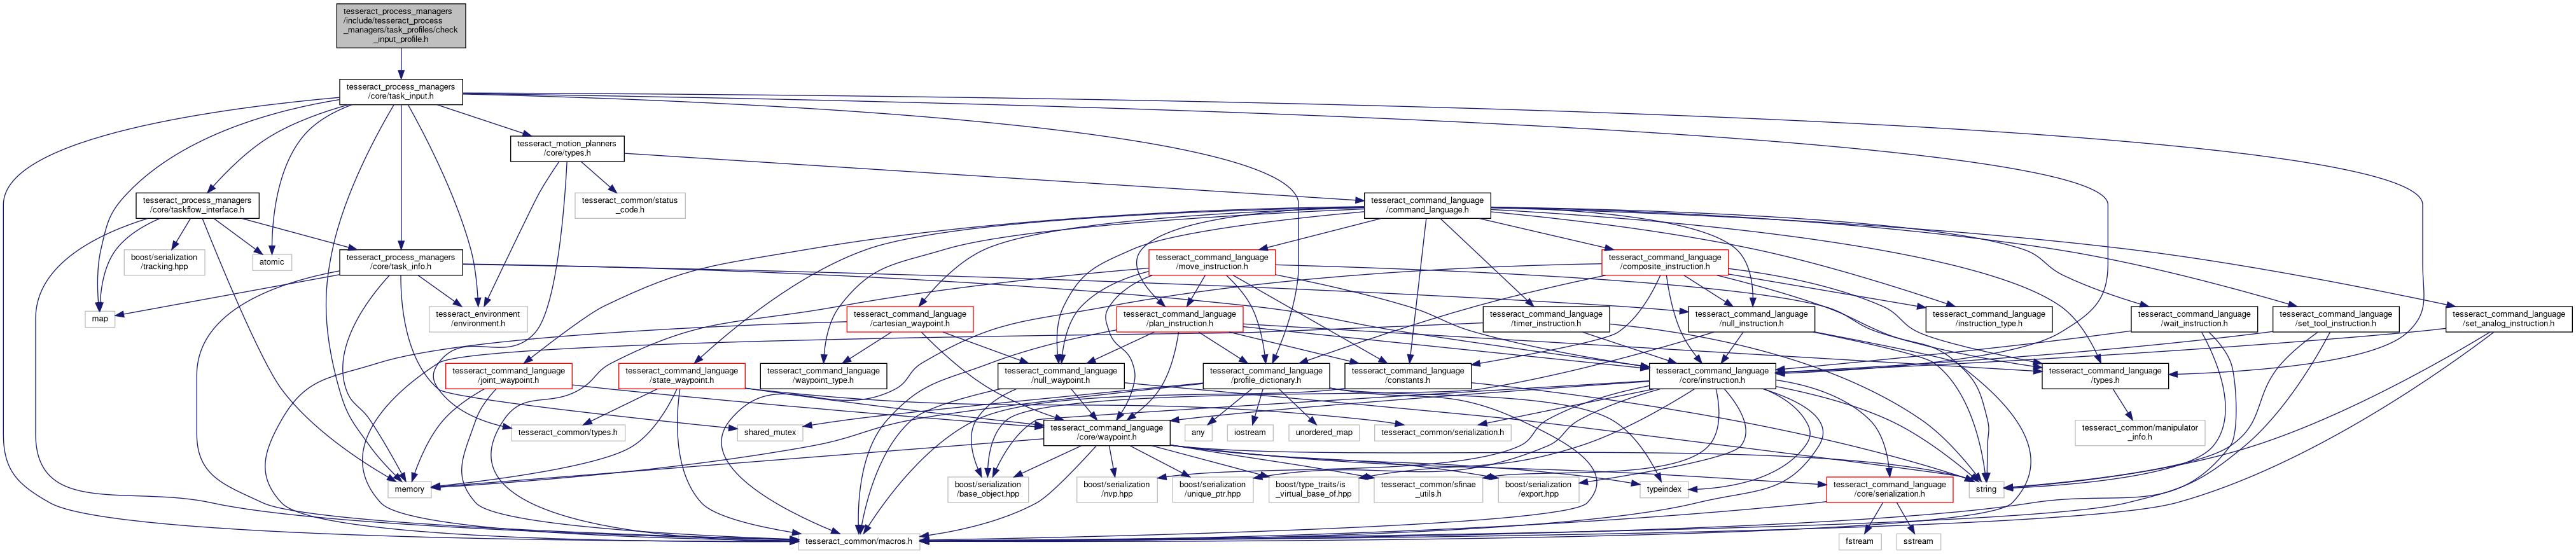 tesseract_process_managers
/include/tesseract_process
_managers/task_profiles/check
_input_profile.h
tesseract_process_managers
/core/task_input.h
tesseract_motion_planners
/core/types.h
tesseract_process_managers
/core/taskflow_interface.h
tesseract_common/status
_code.h
tesseract_command_language
/command_language.h
boost/serialization
/tracking.hpp
atomic
tesseract_process_managers
/core/task_info.h
tesseract_command_language
/move_instruction.h
tesseract_command_language
/composite_instruction.h
map
tesseract_environment
/environment.h
tesseract_command_language
/cartesian_waypoint.h
tesseract_command_language
/plan_instruction.h
tesseract_command_language
/timer_instruction.h
tesseract_command_language
/null_instruction.h
tesseract_command_language
/instruction_type.h
tesseract_command_language
/wait_instruction.h
tesseract_command_language
/set_tool_instruction.h
tesseract_command_language
/set_analog_instruction.h
tesseract_command_language
/joint_waypoint.h
tesseract_command_language
/state_waypoint.h
tesseract_command_language
/waypoint_type.h
tesseract_command_language
/null_waypoint.h
tesseract_command_language
/profile_dictionary.h
tesseract_command_language
/constants.h
tesseract_command_language
/core/instruction.h
tesseract_command_language
/types.h
tesseract_common/types.h
shared_mutex
tesseract_command_language
/core/waypoint.h
any
iostream
unordered_map
tesseract_common/serialization.h
tesseract_common/manipulator
_info.h
memory
boost/serialization
/base_object.hpp
boost/serialization
/nvp.hpp
boost/serialization
/unique_ptr.hpp
boost/type_traits/is
_virtual_base_of.hpp
tesseract_common/sfinae
_utils.h
boost/serialization
/export.hpp
typeindex
tesseract_command_language
/core/serialization.h
string
tesseract_common/macros.h
fstream
sstream